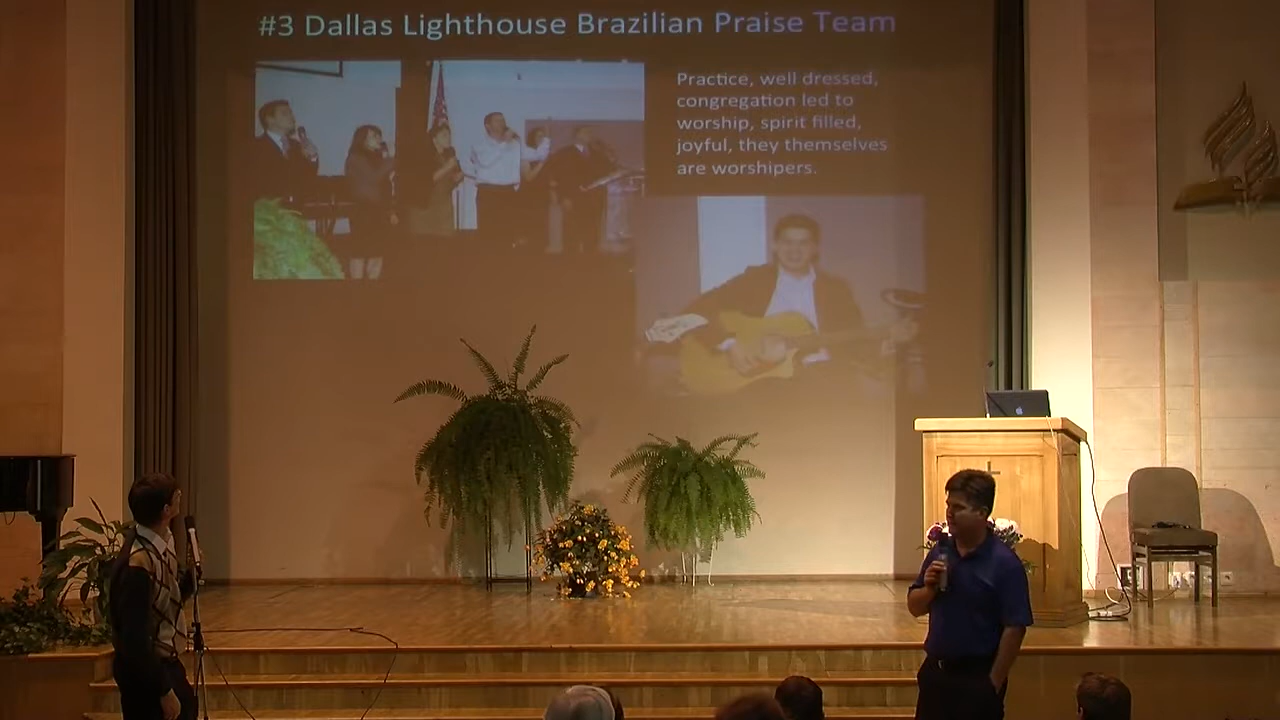 #3 Dallas Lighthouse Brazilian Praise Team
Practice, well dressed,
congregation led to
worship, spirit filled,
joyful, they themselves
are worshipers.